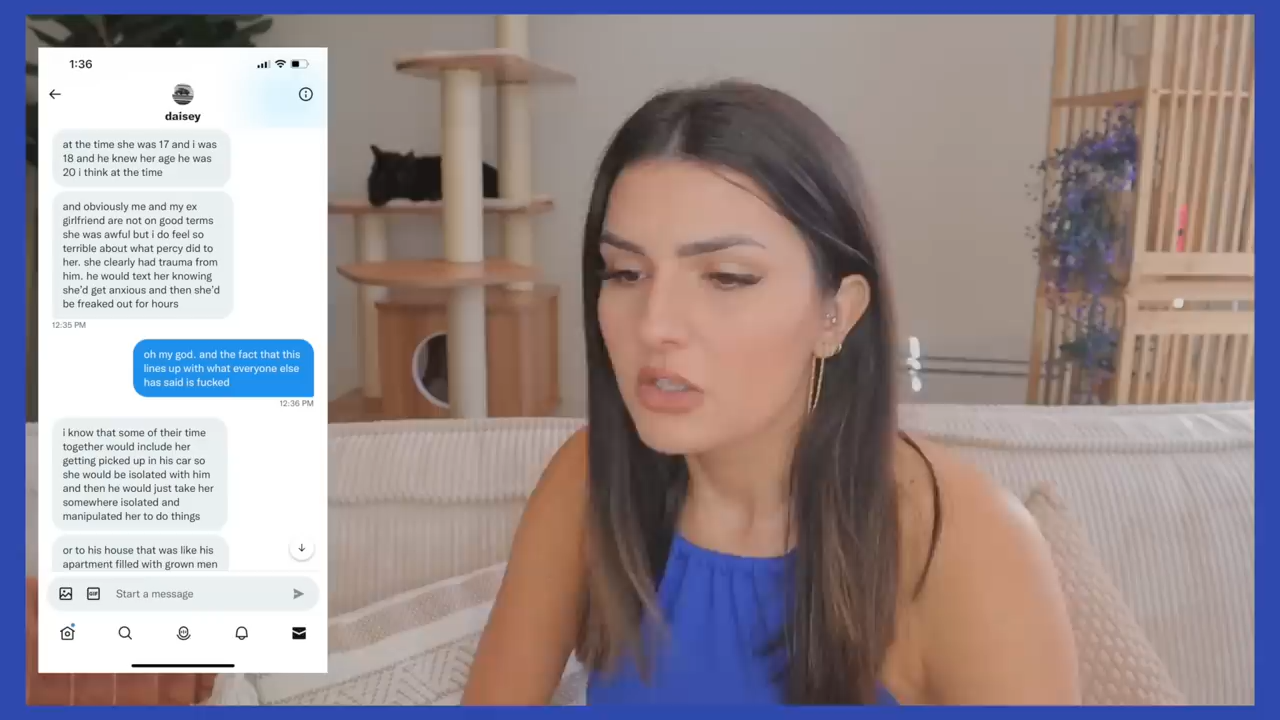 1:36
daisey
at the time she was 17 and i was
18 and he knew her age he was
20 i think at the time
and obviously me and my ex
girlfriend are not on good terms
she was awful but i do feel so
terrible about what percy did to
her. she clearly had trauma from
him. he would text her knowing
she'd get anxious and then she'd
be freaked out for hours
12:35 PM
oh my god. and the fact that this
lines up with what everyone else
has said is fucked
12:36 PM
i know that some of their time
together would include her
getting picked up in his car so
she would be isolated with him
and then he would just take her
somewhere isolated and
manipulated her to do things
or to his house that was like his
apartment filled with grown men
GIF
Start a message